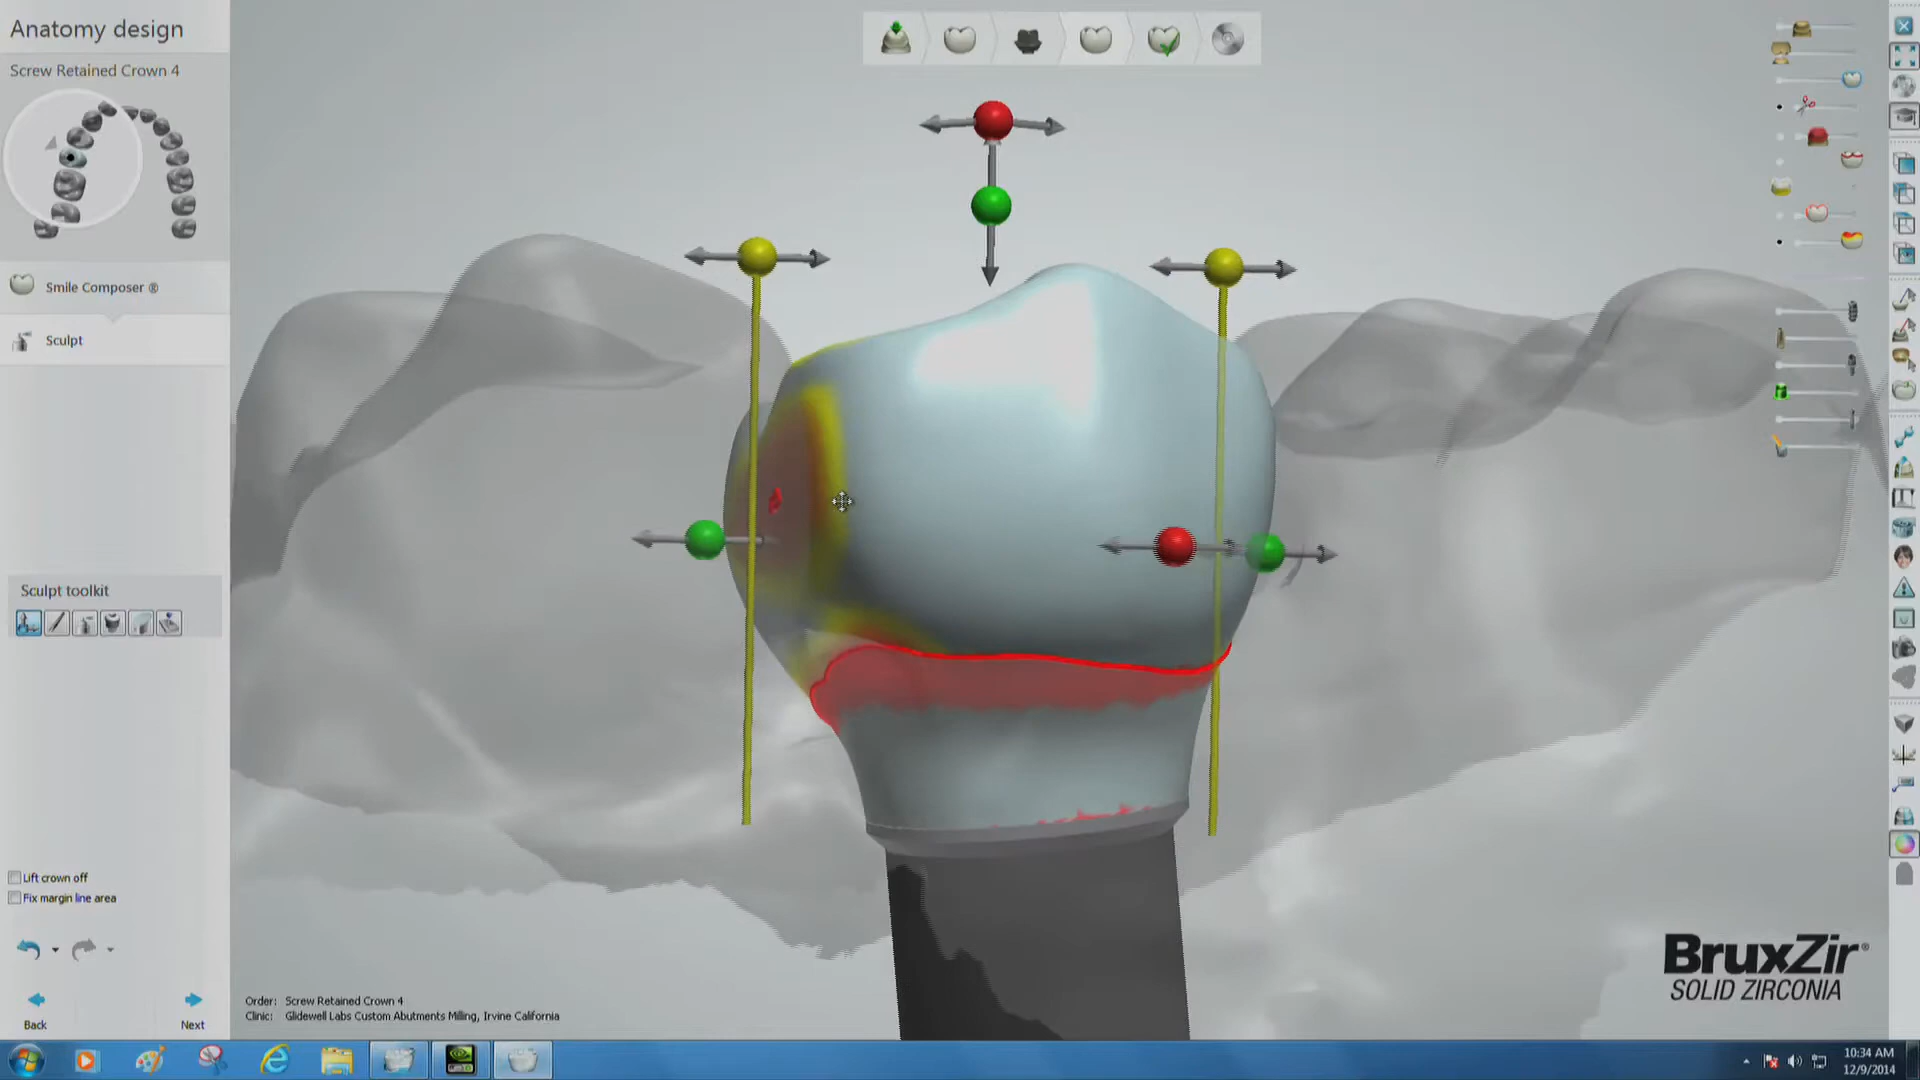 Anatomy design
Screw Retained Crown 4
Smile Composer ®
Sculpt
Sculpt toolkit
Lift crown off
Fix margin line area
Back
Next
Order: Screw Retained Crown 4
Clinic: Glidewell Labs Custom Abutments Milling, Irvine California
BruxZir®
SOLID ZIRCONIA
10:34 AM
12/9/2014